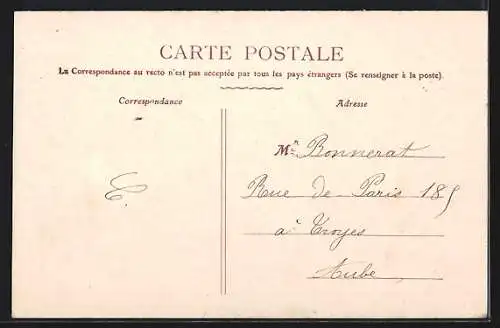 CARTE POSTALE
La Correspondance au recto n'est pas acceptée par tous les pays étrangers (Se renseigner à la poste).
Correspondance
Adresse
Mr Bonnerat
Rue de Paris 185
à Troyes
Aube